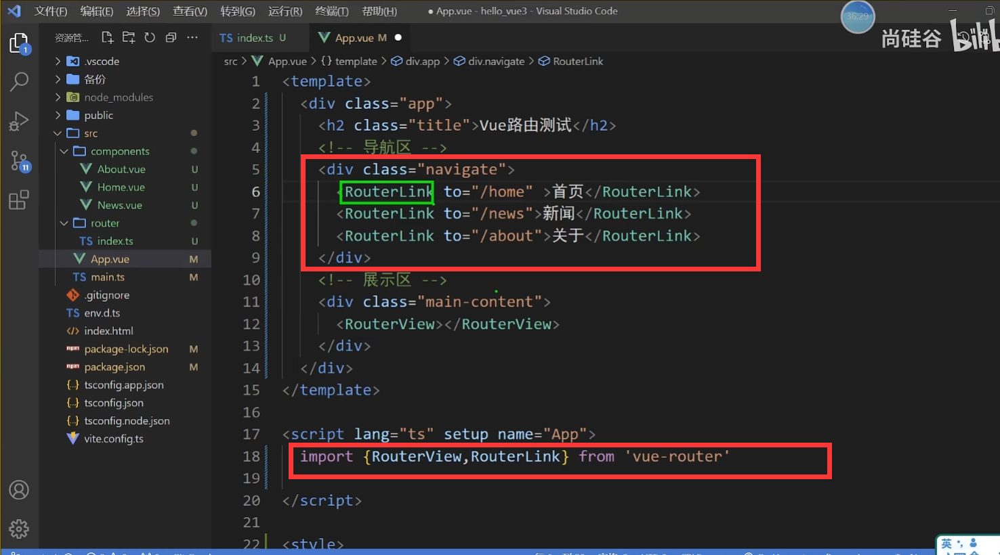 文件(F) 编辑(E) 选择(S) 查看(V) 转到(G) 运行(R) 终端(T) 帮助(H) ● App.vue - hello_vue3 - Visual Studio Code
36:29
尚硅谷 bilibili
资源管... ···
TS index.ts U App.vue M ●
src > App.vue > {} template > div.app > div.navigate > RouterLink
1
11
.vscode
备份
node_modules
public
src
components
About.vue U
Home.vue U
News.vue U
router
TS index.ts U
App.vue M
TS main.ts M
.gitignore
TS env.d.ts
index.html
package-lock.json M
package.json M
{..} tsconfig.app.json
{..} tsconfig.json
{..} tsconfig.node.json
vite.config.ts
1 <template>
2 <div class="app">
3 <h2 class="title">Vue路由测试</h2>
4 <!-- 导航区 -->
5 <div class="navigate">
6 <RouterLink to="/home" >首页</RouterLink>
7 <RouterLink to="/news">新闻</RouterLink>
8 <RouterLink to="/about">关于</RouterLink>
9 </div>
10 <!-- 展示区 -->
11 <div class="main-content">
12 <RouterView></RouterView>
13 </div>
14 </div>
15 </template>
16
17 <script lang="ts" setup name="App">
18 import {RouterView,RouterLink} from 'vue-router'
19
20 </script>
21
22 <style>
英